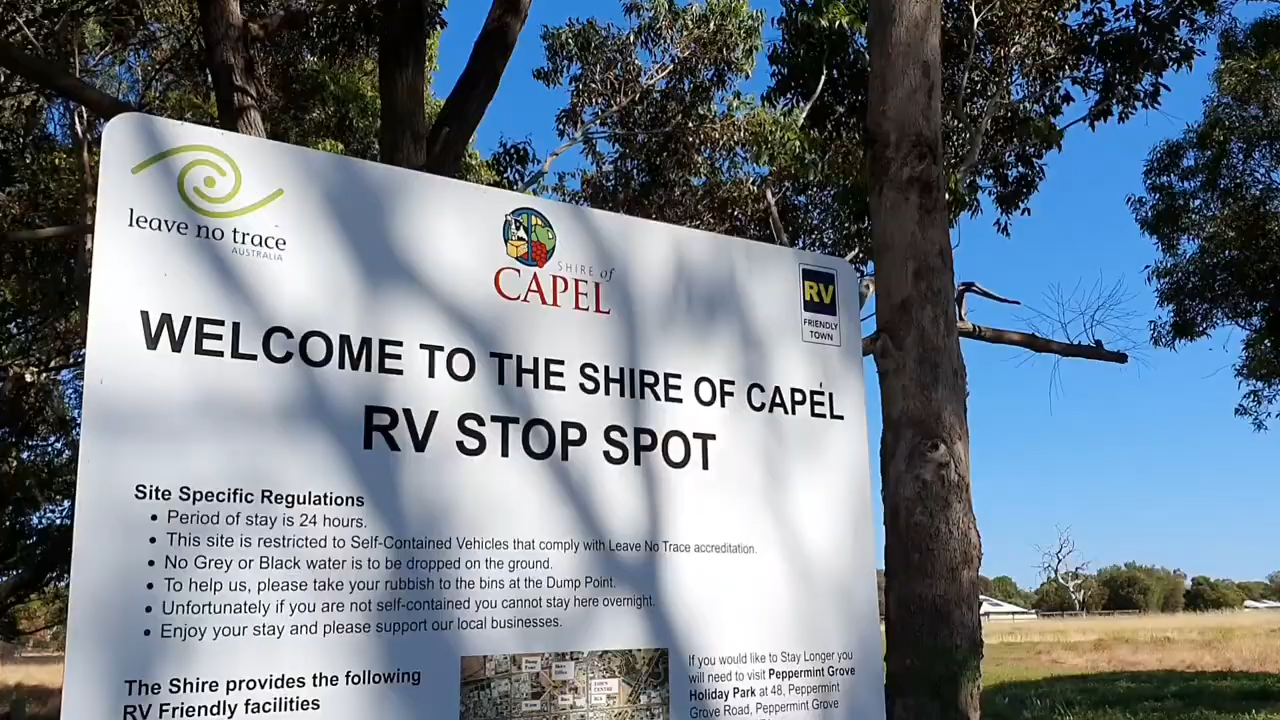 leave no trace
AUSTRALIA
SHIRE of
CAPEL
RV
FRIENDLY
TOWN
WELCOME TO THE SHIRE OF CAPEL
RV STOP SPOT
Site Specific Regulations
• Period of stay is 24 hours.
• This site is restricted to Self-Contained Vehicles that comply with Leave No Trace accreditation.
• No Grey or Black water is to be dropped on the ground.
• To help us, please take your rubbish to the bins at the Dump Point.
• Unfortunately if you are not self-contained you cannot stay here overnight.
• Enjoy your stay and please support our local businesses.
The Shire provides the following
RV Friendly facilities
If you would like to Stay Longer you
will need to visit Peppermint Grove
Holiday Park at 48, Peppermint
Grove Road, Peppermint Grove